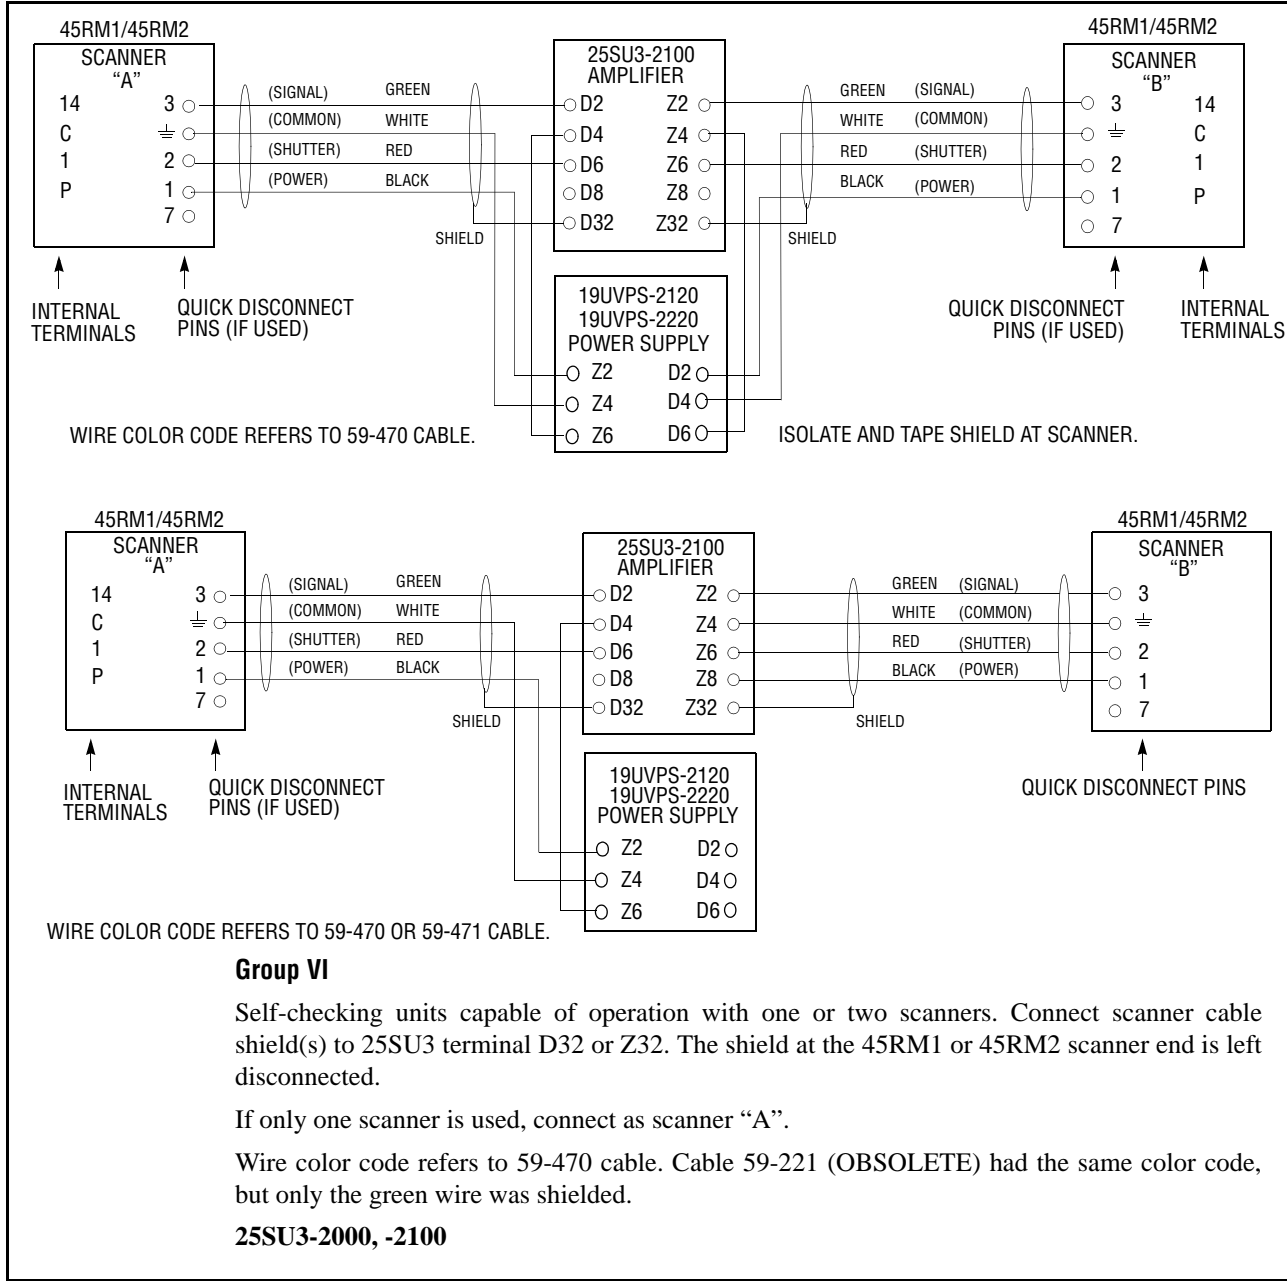 45RM1/45RM2
SCANNER
“A”
14 3
C
1 2
P 1
7
INTERNAL
TERMINALS
QUICK DISCONNECT
PINS (IF USED)
(SIGNAL) GREEN
(COMMON) WHITE
(SHUTTER) RED
(POWER) BLACK
SHIELD
25SU3-2100
AMPLIFIER
D2 Z2
D4 Z4
D6 Z6
D8 Z8
D32 Z32
19UVPS-2120
19UVPS-2220
POWER SUPPLY
Z2 D2
Z4 D4
Z6 D6
GREEN (SIGNAL)
WHITE (COMMON)
RED (SHUTTER)
BLACK (POWER)
SHIELD
45RM1/45RM2
SCANNER
“B”
3 14
C
2 1
1 P
7
QUICK DISCONNECT
PINS (IF USED)
INTERNAL
TERMINALS
WIRE COLOR CODE REFERS TO 59-470 CABLE.
ISOLATE AND TAPE SHIELD AT SCANNER.
45RM1/45RM2
SCANNER
“A”
14 3
C
1 2
P 1
7
INTERNAL
TERMINALS
QUICK DISCONNECT
PINS (IF USED)
(SIGNAL) GREEN
(COMMON) WHITE
(SHUTTER) RED
(POWER) BLACK
SHIELD
25SU3-2100
AMPLIFIER
D2 Z2
D4 Z4
D6 Z6
D8 Z8
D32 Z32
19UVPS-2120
19UVPS-2220
POWER SUPPLY
Z2 D2
Z4 D4
Z6 D6
GREEN (SIGNAL)
WHITE (COMMON)
RED (SHUTTER)
BLACK (POWER)
SHIELD
45RM1/45RM2
SCANNER
“B”
3
2
1
7
QUICK DISCONNECT PINS
WIRE COLOR CODE REFERS TO 59-470 OR 59-471 CABLE.
Group VI
Self-checking units capable of operation with one or two scanners. Connect scanner cable
shield(s) to 25SU3 terminal D32 or Z32. The shield at the 45RM1 or 45RM2 scanner end is left
disconnected.
If only one scanner is used, connect as scanner “A”.
Wire color code refers to 59-470 cable. Cable 59-221 (OBSOLETE) had the same color code,
but only the green wire was shielded.
25SU3-2000, -2100